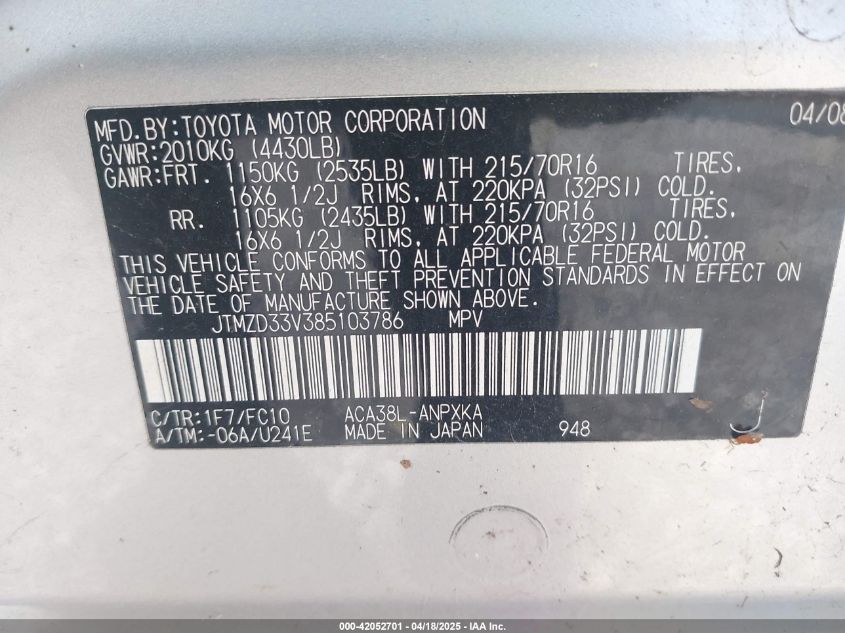 MFD.BY:TOYOTA MOTOR CORPORATION 04/08
GVWR:2010KG (4430LB)
GAWR:FRT. 1150KG (2535LB) WITH 215/70R16 TIRES,
16X6 1/2J RIMS, AT 220KPA (32PSI) COLD.
RR. 1105KG (2435LB) WITH 215/70R16 TIRES,
16X6 1/2J RIMS, AT 220KPA (32PSI) COLD.
THIS VEHICLE CONFORMS TO ALL APPLICABLE FEDERAL MOTOR
VEHICLE SAFETY AND THEFT PREVENTION STANDARDS IN EFFECT ON
THE DATE OF MANUFACTURE SHOWN ABOVE.
JTMZD33V385103786 MPV
C/TR:1F7/FC10 ACA38L-ANPXKA
A/TM:-06A/U241E MADE IN JAPAN 948 J
000-42052701 - 04/18/2025 - IAA Inc.